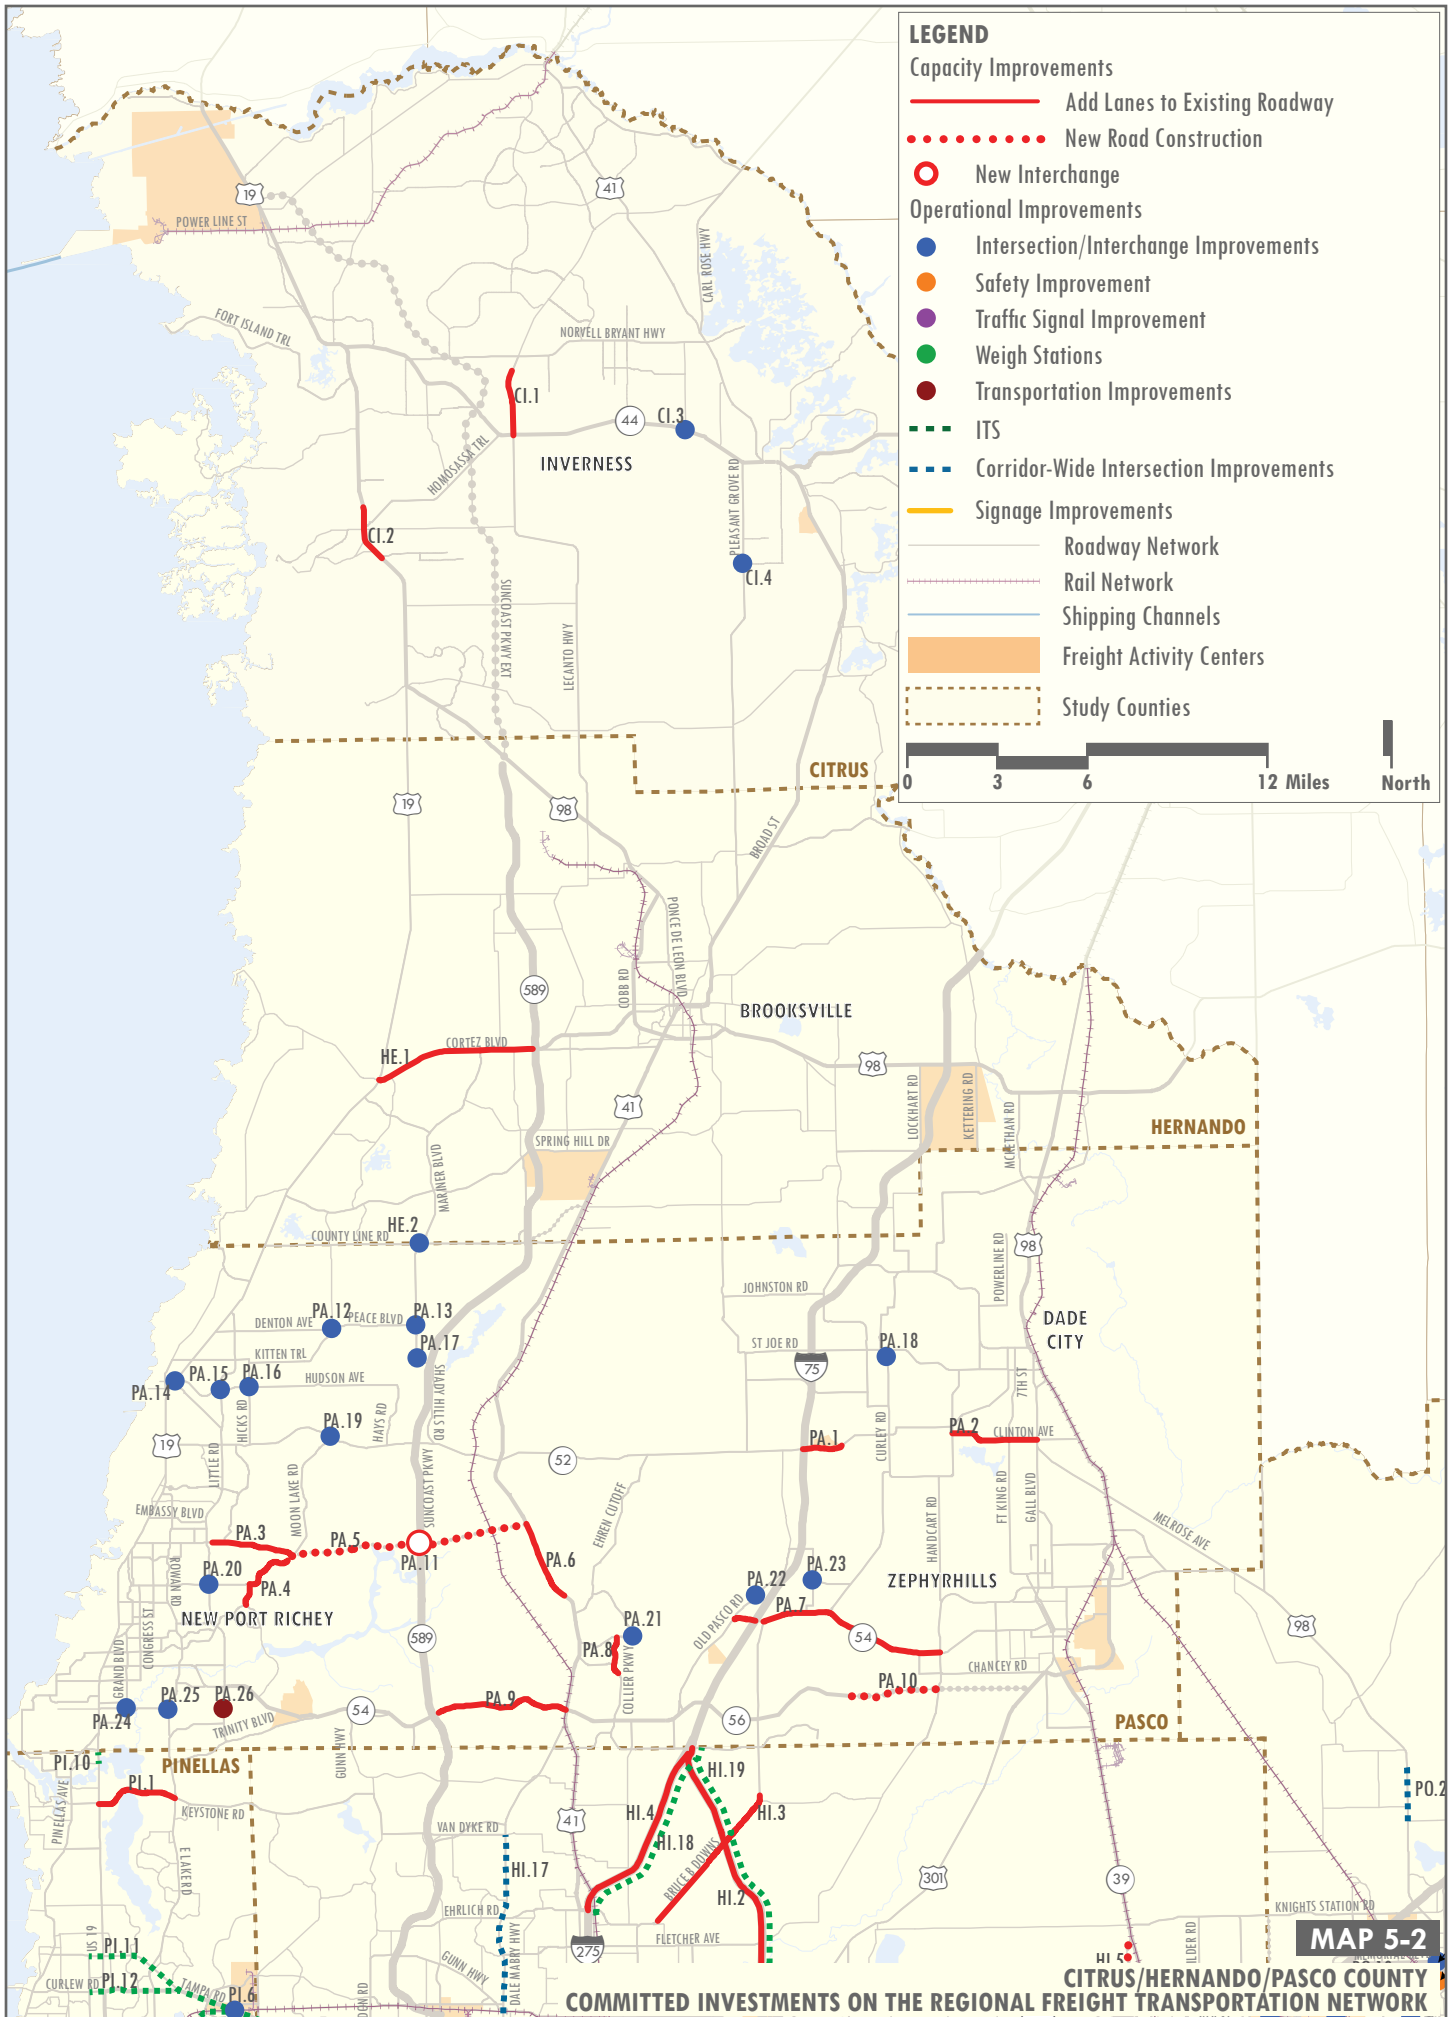 LEGEND
Capacity Improvements
Add Lanes to Existing Roadway
New Road Construction
New Interchange
Operational Improvements
Intersection/Interchange Improvements
Safety Improvement
Traffic Signal Improvement
Weigh Stations
Transportation Improvements
ITS
Corridor-Wide Intersection Improvements
Signage Improvements
Roadway Network
Rail Network
Shipping Channels
Freight Activity Centers
Study Counties
0 3 6 12 Miles
North
19
41
POWER LINE ST
CARL ROSE HWY
FORT ISLAND TRL
NORVELL BRYANT HWY
CI.1
44
CI.3
HOMOSASSA TRL
INVERNESS
PLEASANT GROVE RD
CI.2
CI.4
SUNCOAST PKWY EXT
LECANTO HWY
CITRUS
19
98
BROAD ST
PONCE DE LEON BLVD
COBB RD
589
BROOKSVILLE
CORTEZ BLVD
HE.1
98
LOCKHART RD
KETTERING RD
MCKETHAN RD
41
HERNANDO
SPRING HILL DR
MARINER BLVD
HE.2
COUNTY LINE RD
98
POWERLINE RD
JOHNSTON RD
PA.12
PEACE BLVD
PA.13
DENTON AVE
DADE
CITY
PA.17
ST JOE RD
PA.18
KITTEN TRL
75
PA.14
PA.15
PA.16
HUDSON AVE
SHADY HILLS RD
7TH ST
HICKS RD
PA.19
HAYS RD
CURLEY RD
PA.2
CLINTON AVE
PA.1
19
LITTLE RD
52
SUNCOAST PKWY
MOON LAKE RD
EHREN CUTOFF
HANDCART RD
FT KING RD
GALL BLVD
EMBASSY BLVD
MELROSE AVE
PA.3
PA.5
PA.11
PA.6
PA.20
ROWAN RD
PA.4
PA.22
PA.23
ZEPHYRHILLS
NEW PORT RICHEY
PA.7
OLD PASCO RD
PA.21
98
CONGRESS ST
589
PA.8
54
GRAND BLVD
COLLIER PKWY
CHANCEY RD
PA.10
PA.25
PA.26
PA.9
PA.24
54
TRINITY BLVD
56
PASCO
GUNN HWY
PI.10
PINELLAS
HI.19
PI.1
PO.2
PINELLAS AVE
KEYSTONE RD
HI.4
HI.3
VAN DYKE RD
41
HI.18
BRUCE B DOWNS
E LAKE RD
HI.17
301
39
HI.2
EHRLICH RD
KNIGHTS STATION RD
US 19
DALE MABRY HWY
FLETCHER AVE
PI.11
275
GUNN HWY
HI.5
MAP 5-2
CURLEW RD
PI.12
TAMPA RD
PI.6
CITRUS/HERNANDO/PASCO COUNTY
COMMITTED INVESTMENTS ON THE REGIONAL FREIGHT TRANSPORTATION NETWORK